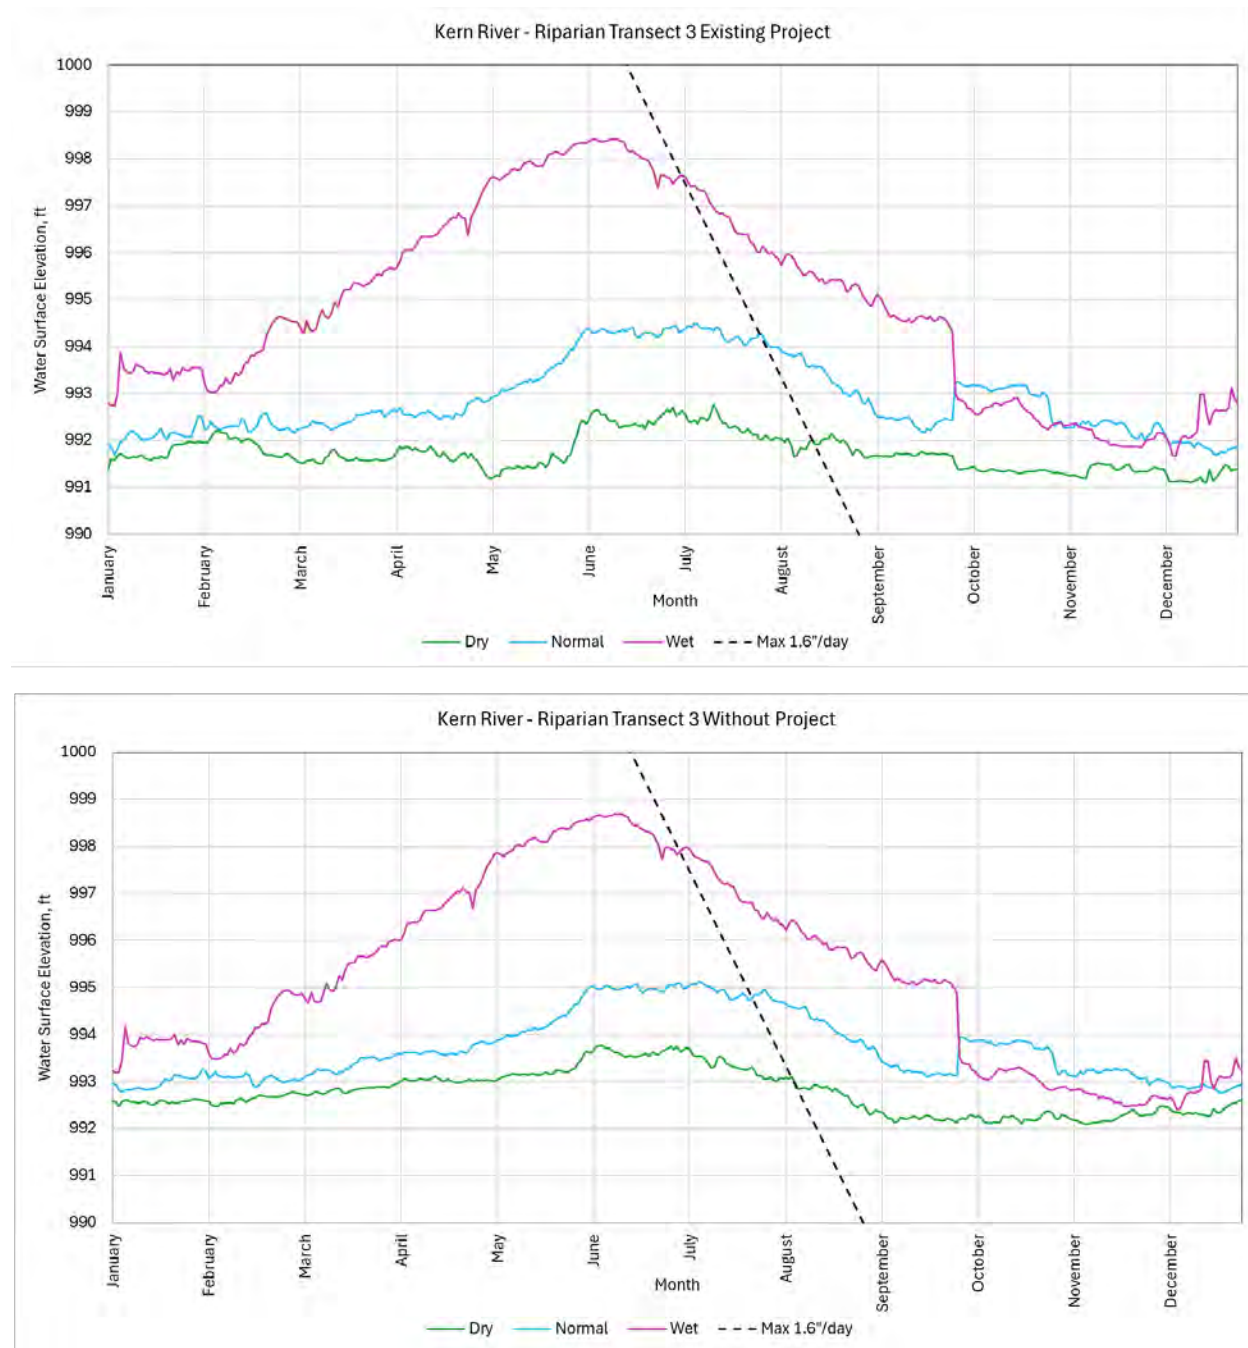 Kern River - Riparian Transect 3 Existing Project
1000
999
998
997
996
995
994
993
992
991
990
Water Surface Elevation, ft
January
February
March
April
May
June
July
August
September
October
November
December
Month
Dry
Normal
Wet
Max 1.6"/day
Kern River - Riparian Transect 3 Without Project
1000
999
998
997
996
995
994
993
992
991
990
Water Surface Elevation, ft
January
February
March
April
May
June
July
August
September
October
November
December
Month
Dry
Normal
Wet
Max 1.6"/day